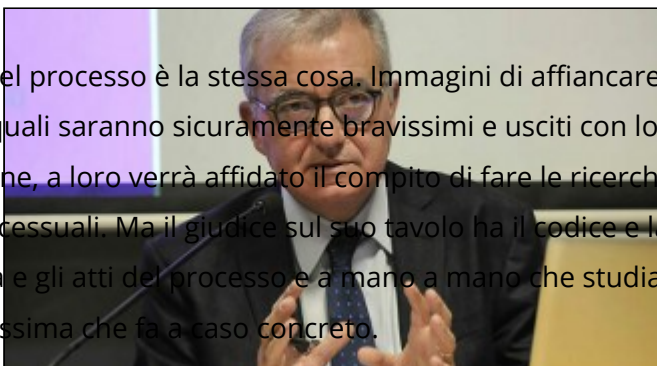 el processo è la stessa cosa. Immagini di affiancare
quali saranno sicuramente bravissimi e usciti con lo
ne, a loro verrà affidato il compito di fare le ricerch
cessuali. Ma il giudice sul suo tavolo ha il codice e l
e gli atti del processo e a mano a mano che studia
ssima che fa a caso concreto.